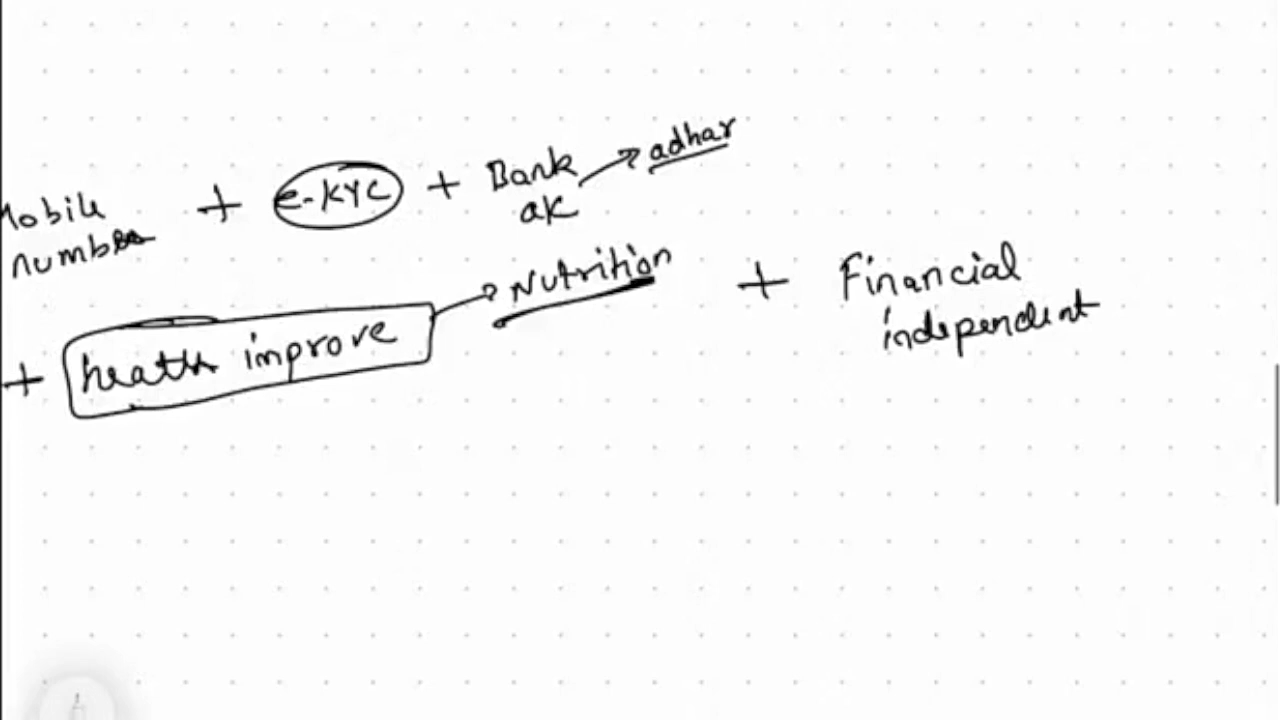 Mobile + e-KYC + Bank → adhar
number ak
+ heath improve → Nutrition + Financial
independent